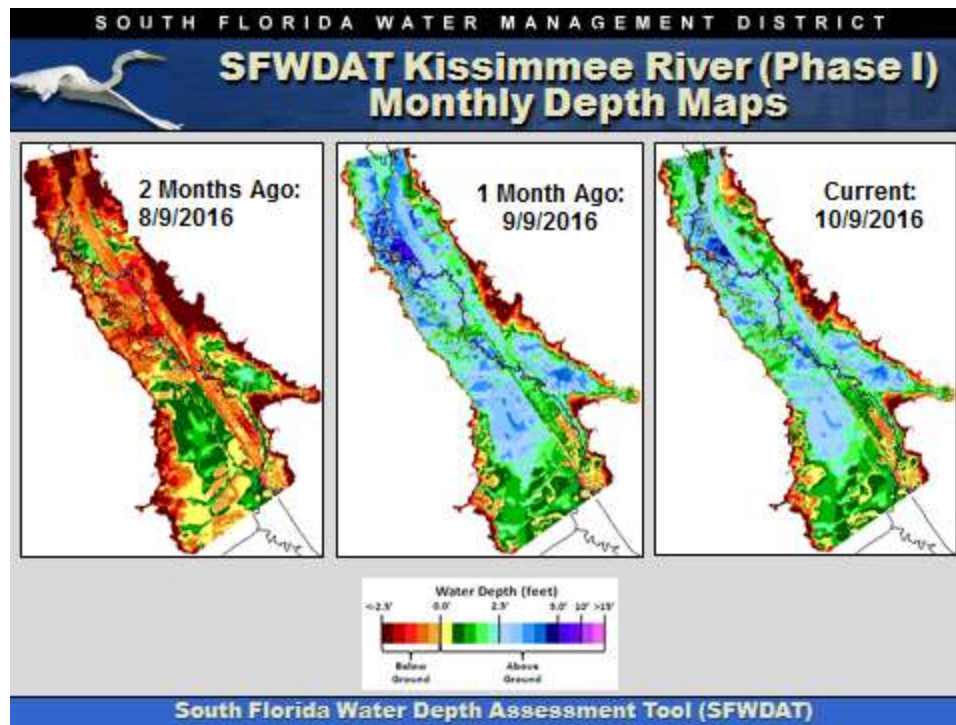 SOUTH FLORIDA WATER MANAGEMENT DISTRICT
SFWDAT Kissimmee River (Phase I)
Monthly Depth Maps
2 Months Ago:
8/9/2016
1 Month Ago:
9/9/2016
Current:
10/9/2016
Water Depth (feet)
<-2.5' 0.0' 2.5' 5.0' 10' >15'
Below
Ground
Above
Ground
South Florida Water Depth Assessment Tool (SFWDAT)